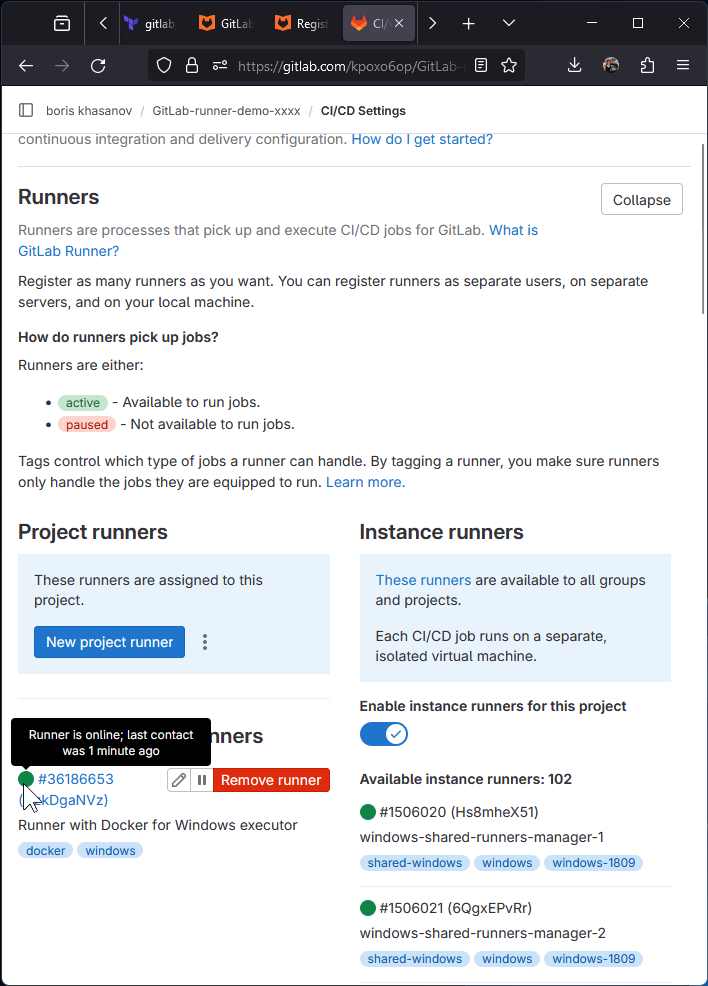 gitlab
GitLab
Regist
CI/
https://gitlab.com/kpoxo6op/GitLab-
boris khasanov / GitLab-runner-demo-xxxx / CI/CD Settings
continuous integration and delivery configuration. How do I get started?
Runners
Collapse
Runners are processes that pick up and execute CI/CD jobs for GitLab. What is
GitLab Runner?
Register as many runners as you want. You can register runners as separate users, on separate
servers, and on your local machine.
How do runners pick up jobs?
Runners are either:
active - Available to run jobs.
paused - Not available to run jobs.
Tags control which type of jobs a runner can handle. By tagging a runner, you make sure runners
only handle the jobs they are equipped to run. Learn more.
Project runners
These runners are assigned to this
project.
New project runner
Runner is online; last contact
was 1 minute ago
#36186653
kDgaNVz)
Remove runner
Runner with Docker for Windows executor
docker windows
Instance runners
These runners are available to all groups
and projects.
Each CI/CD job runs on a separate,
isolated virtual machine.
Enable instance runners for this project
Available instance runners: 102
#1506020 (Hs8mheX51)
windows-shared-runners-manager-1
shared-windows windows windows-1809
#1506021 (6QgxEPvRr)
windows-shared-runners-manager-2
shared-windows windows windows-1809